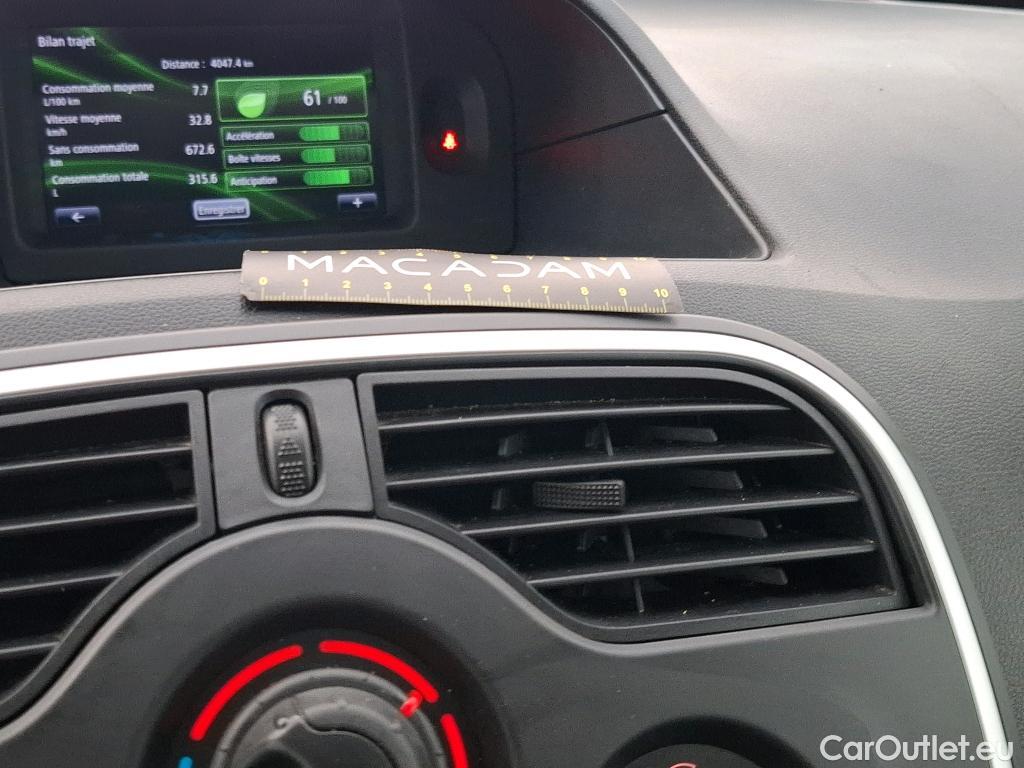 Bilan trajet
Distance : 4047.4 km
Consommation moyenne 7.7
L/100 km
61 / 100
Vitesse moyenne 32.8
km/h
Accélération
Sans consommation 672.6
km
Boîte vitesses
Consommation totale 315.6
L
Anticipation
Enregistrer
MACADAM
0 1 2 3 4 5 6 7 8 9 10
CarOutlet.eu